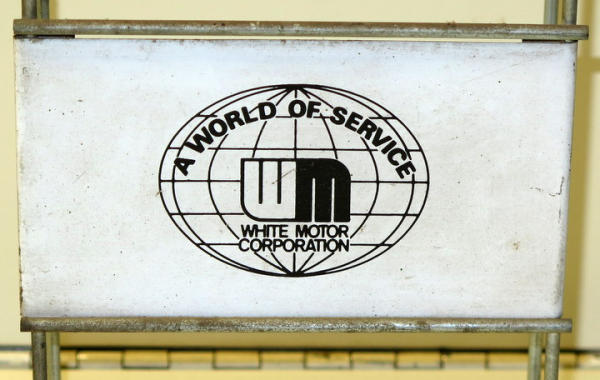 A WORLD OF SERVICE
WM
WHITE MOTOR
CORPORATION